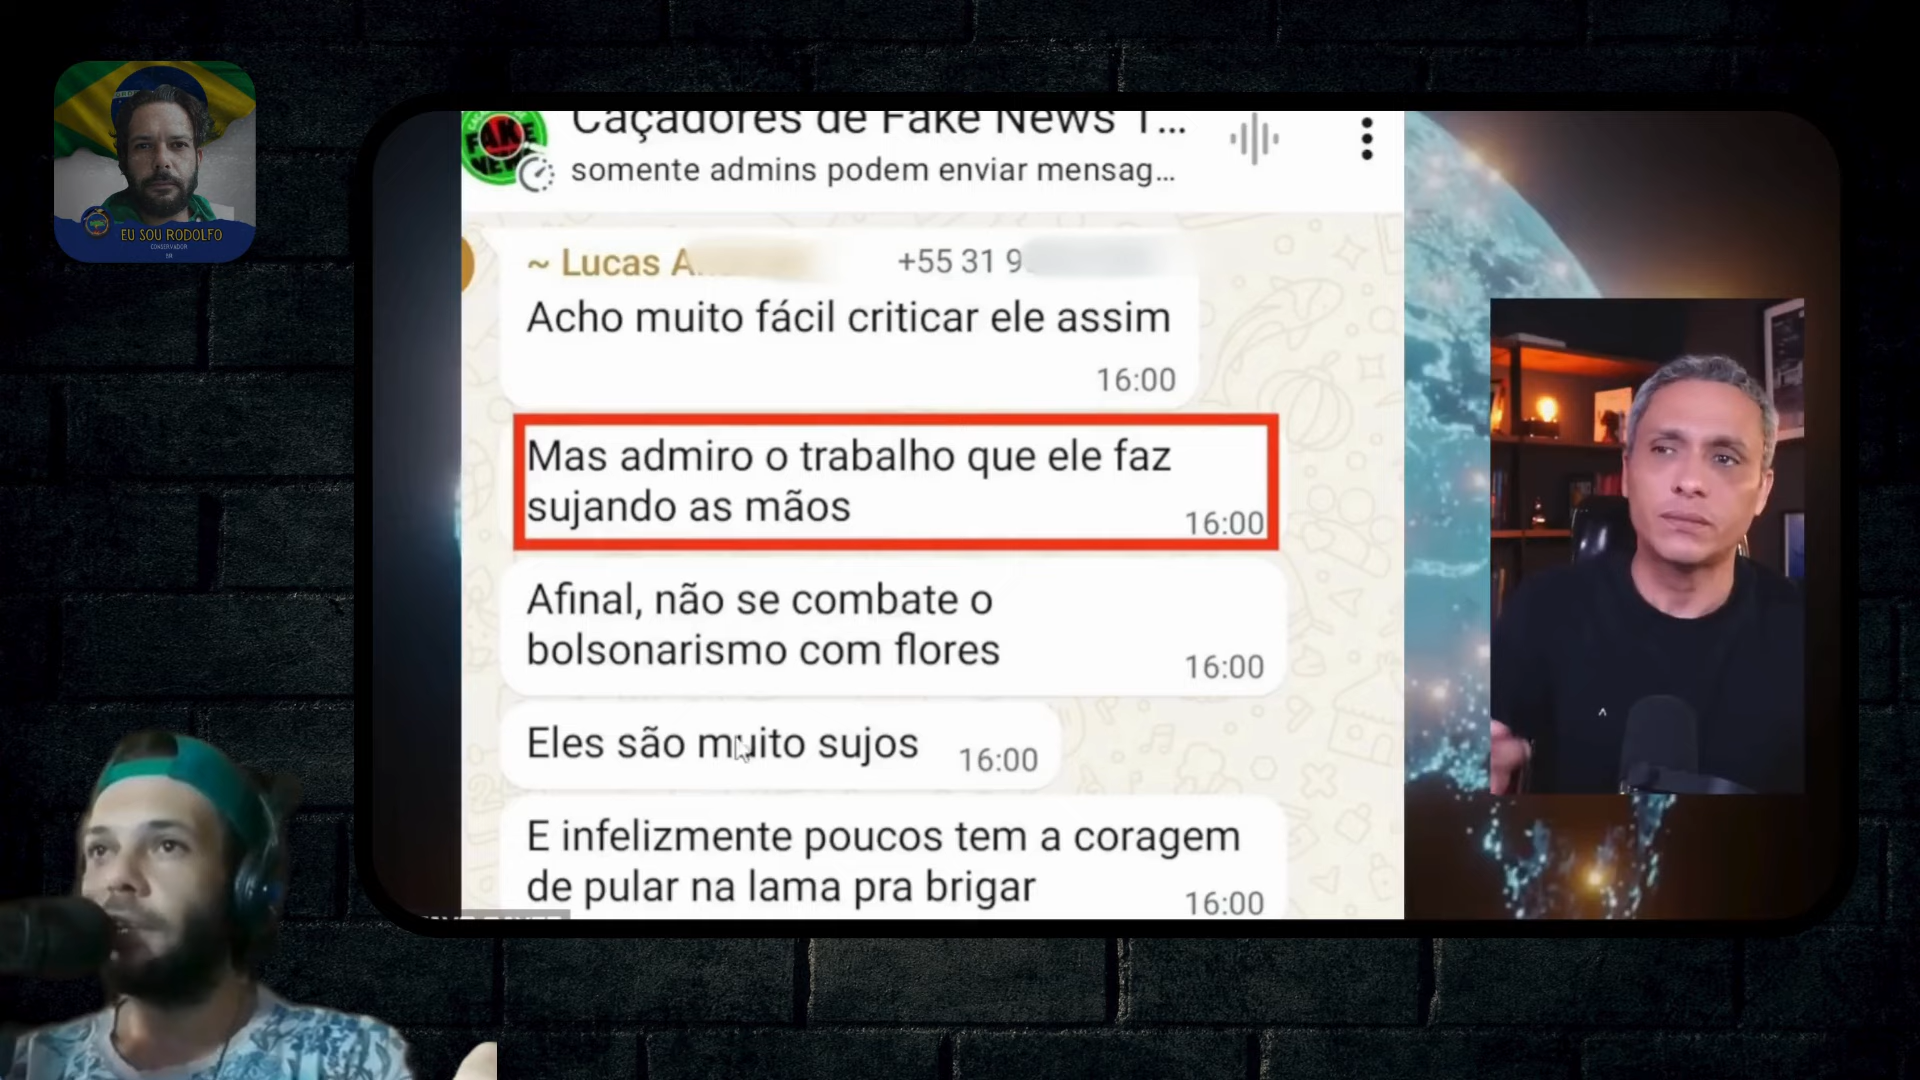 Caçadores de Fake News T...
somente admins podem enviar mensag...
FAKE
NEWS
~ Lucas A.
+55 31 9
Acho muito fácil criticar ele assim
16:00
Mas admiro o trabalho que ele faz
sujando as mãos
16:00
Afinal, não se combate o
bolsonarismo com flores
16:00
Eles são muito sujos
16:00
E infelizmente poucos tem a coragem
de pular na lama pra brigar
16:00
EU SOU RODOLFO
CONSERVADOR